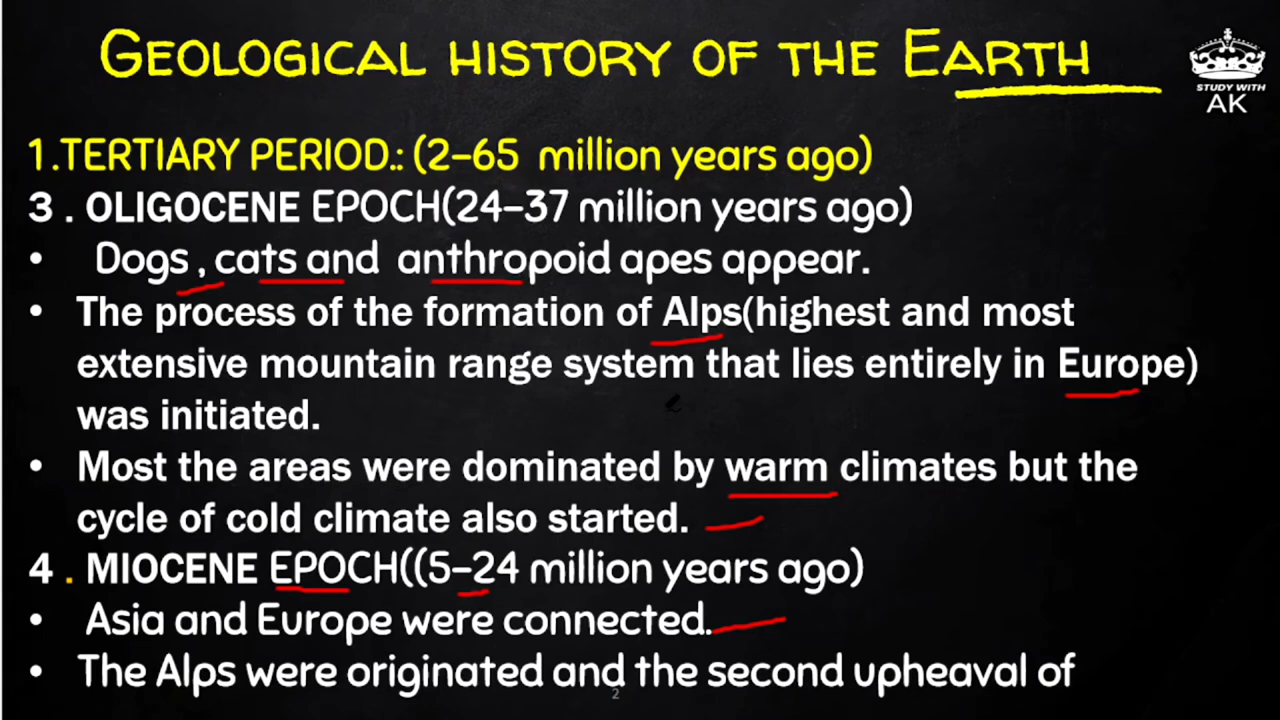 GEOLOGICAL HISTORY OF THE EARTH
STUDY WITH
AK
1.TERTIARY PERIOD.: (2-65 million years ago)
3 . OLIGOCENE EPOCH(24-37 million years ago)
• Dogs , cats and anthropoid apes appear.
• The process of the formation of Alps(highest and most
extensive mountain range system that lies entirely in Europe)
was initiated.
• Most the areas were dominated by warm climates but the
cycle of cold climate also started.
4 . MIOCENE EPOCH((5-24 million years ago)
• Asia and Europe were connected.
• The Alps were originated and the second upheaval of
2